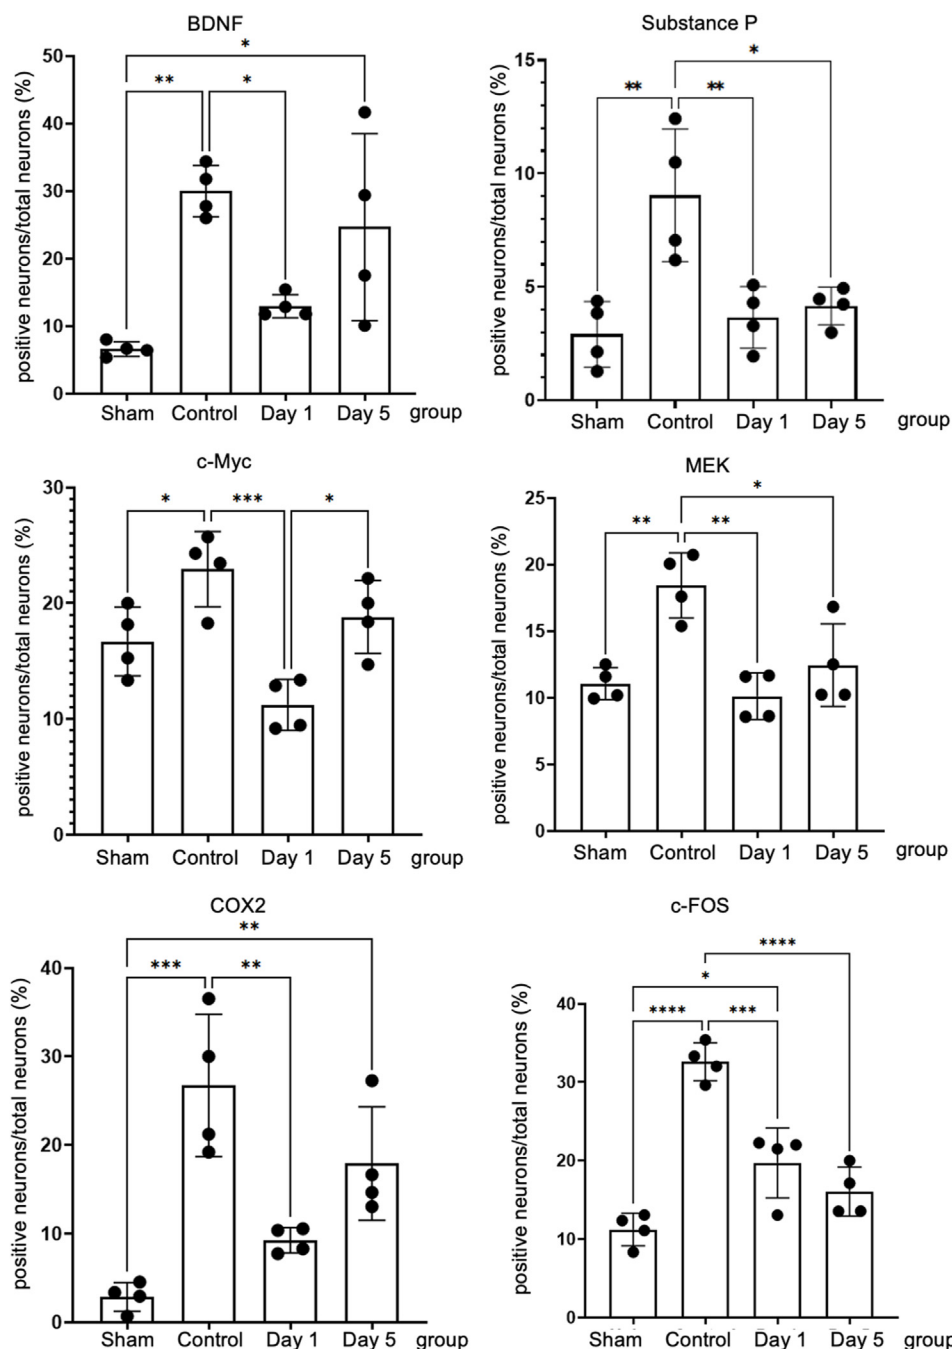 BDNF
positive neurons/total neurons (%)
50
40
30
20
10
0
*
** *
Sham Control Day 1 Day 5 group
Substance P
positive neurons/total neurons (%)
15
10
5
0
*
** **
Sham Control Day 1 Day 5 group
c-Myc
positive neurons/total neurons (%)
30
20
10
0
* *** *
Sham Control Day 1 Day 5 group
MEK
positive neurons/total neurons (%)
25
20
15
10
5
0
*
** **
Sham Control Day 1 Day 5 group
COX2
positive neurons/total neurons (%)
40
30
20
10
0
**
*** **
Sham Control Day 1 Day 5 group
c-FOS
positive neurons/total neurons (%)
40
30
20
10
0
****
*
**** ***
Sham Control Day 1 Day 5 group